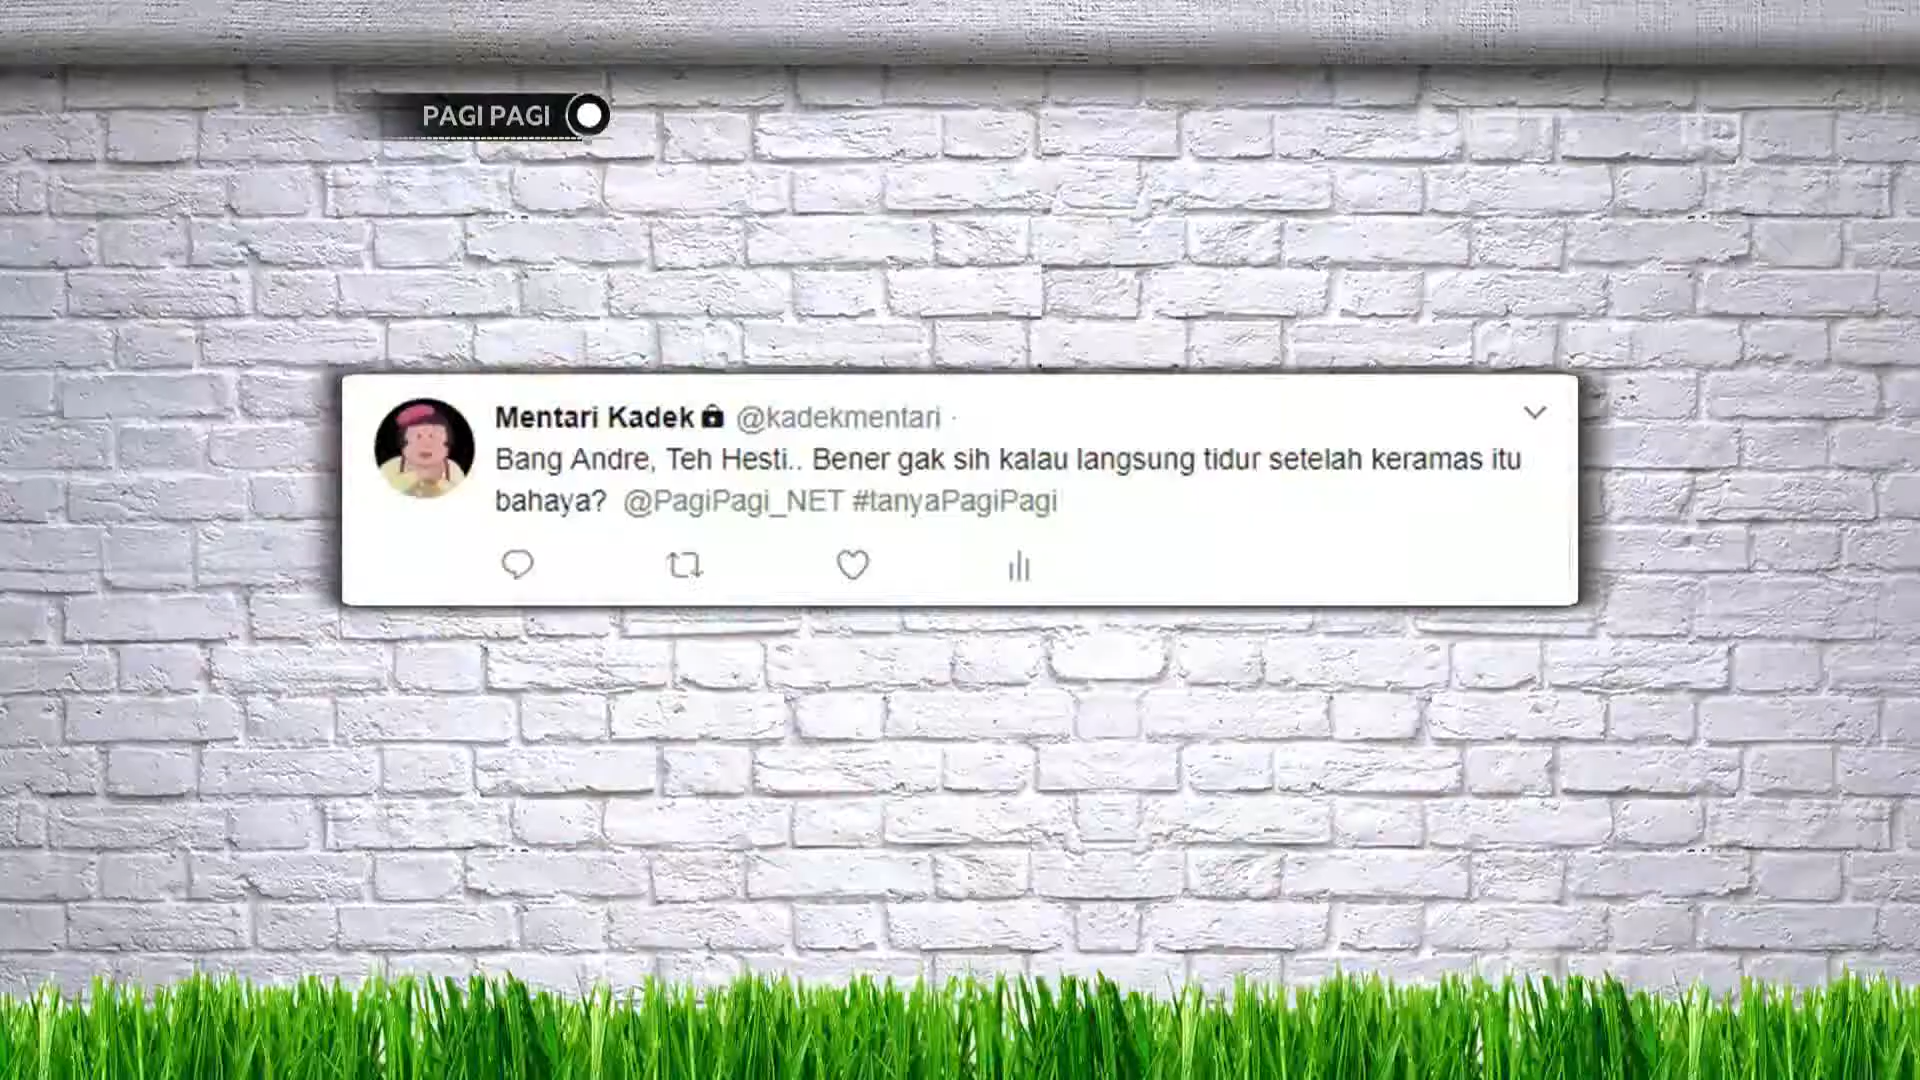 PAGI PAGI
Mentari Kadek @kadekmentari ·
Bang Andre, Teh Hesti.. Bener gak sih kalau langsung tidur setelah keramas itu
bahaya? @PagiPagi_NET #tanyaPagiPagi